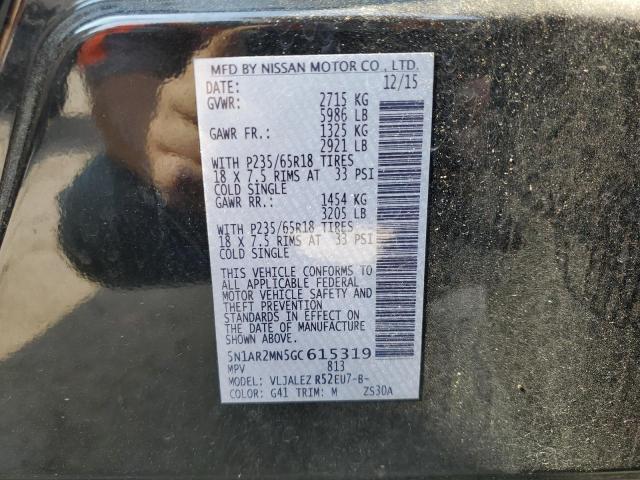 MFD BY NISSAN MOTOR CO., LTD.
DATE: 12/15
GVWR: 2715 KG
5986 LB
GAWR FR.: 1325 KG
2921 LB
WITH P235/65R18 TIRES
18 X 7.5 RIMS AT 33 PSI
COLD SINGLE
GAWR RR.: 1454 KG
3205 LB
WITH P235/65R18 TIRES
18 X 7.5 RIMS AT 33 PSI
COLD SINGLE
THIS VEHICLE CONFORMS TO
ALL APPLICABLE FEDERAL
MOTOR VEHICLE SAFETY AND
THEFT PREVENTION
STANDARDS IN EFFECT ON
THE DATE OF MANUFACTURE
SHOWN ABOVE.
5N1AR2MN5GC615319
MPV 813
MODEL: VLJALEZ R52EU7-B-
COLOR: G41 TRIM: M ZS30A